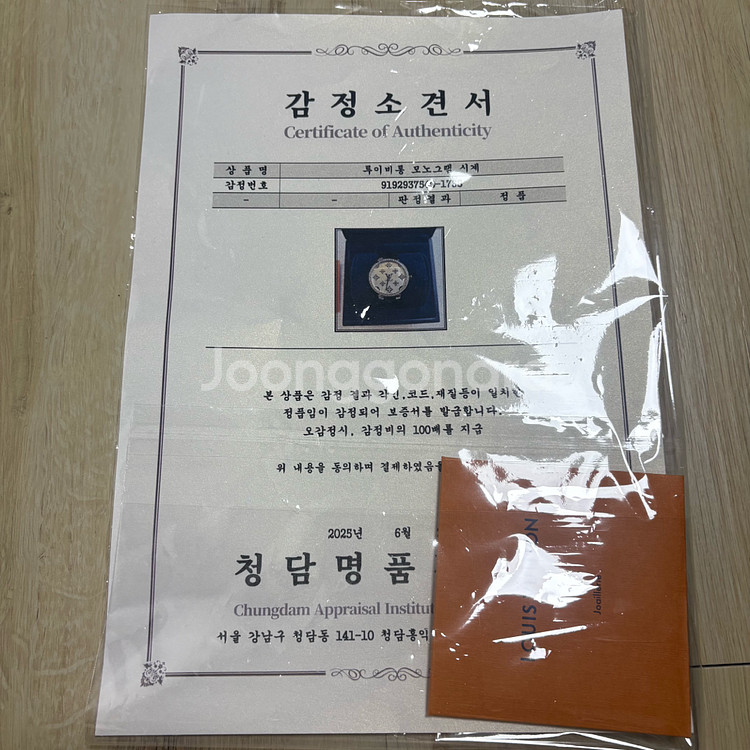 감정소견서
Certificate of Authenticity
상 품 명 루이비통 모노그램 시계
감정번호
- - 판정결과 정 품
Joonggonara
본 상품은 감정 결과 각인,코드,재질등이
정품임이 감정되어 보증서를 발급합니다.
오감정시, 감정비의 100배를 지급
위 내용을 동의하며 결제하였음을
2025년 6월
청담명품
Chungdam Appraisal
서울 강남구 청담동 141-10 청담홍익
LOUIS